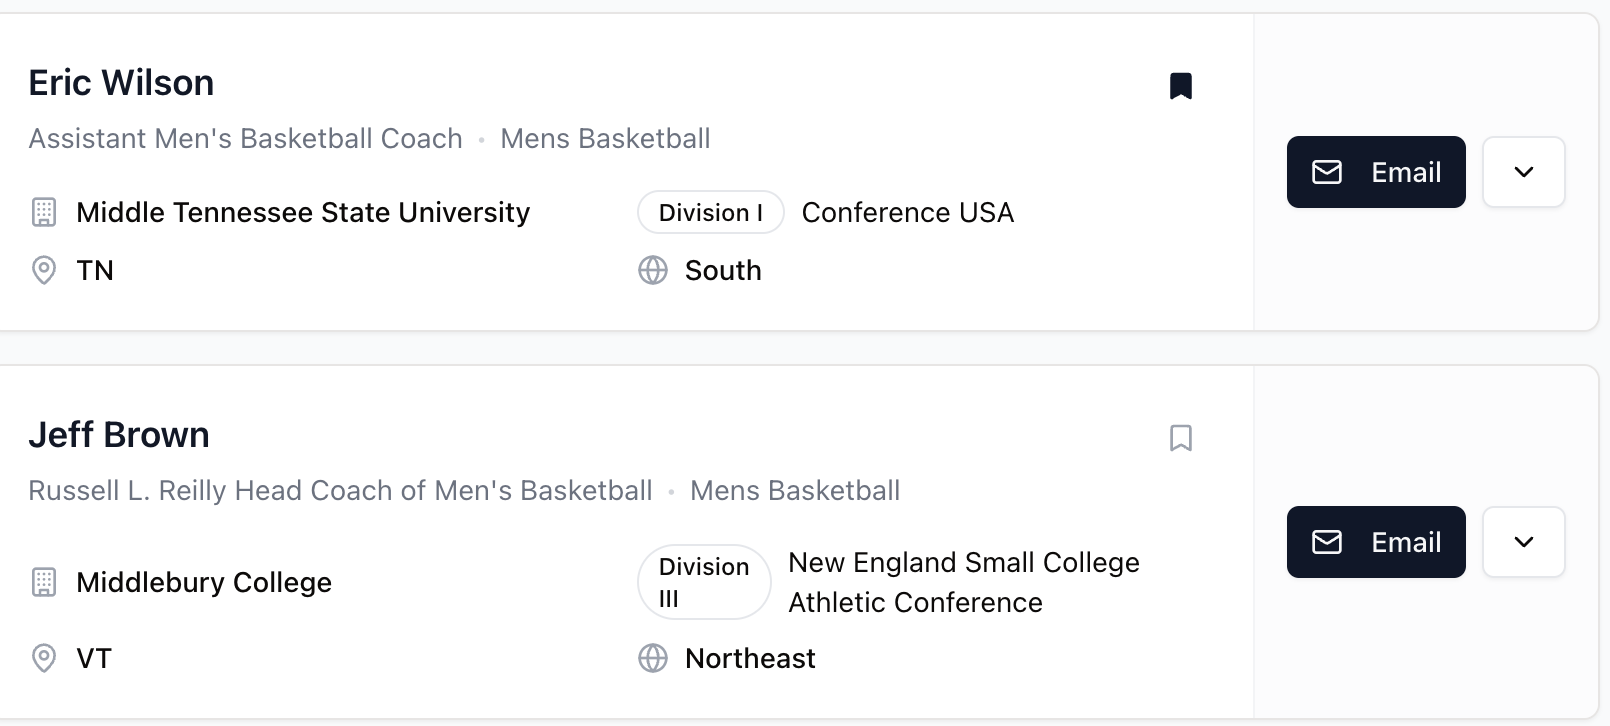 Eric Wilson
Assistant Men's Basketball Coach • Mens Basketball
Middle Tennessee State University
Division I
Conference USA
TN
South
Email
Jeff Brown
Russell L. Reilly Head Coach of Men's Basketball • Mens Basketball
Middlebury College
Division
III
New England Small College
Athletic Conference
VT
Northeast
Email